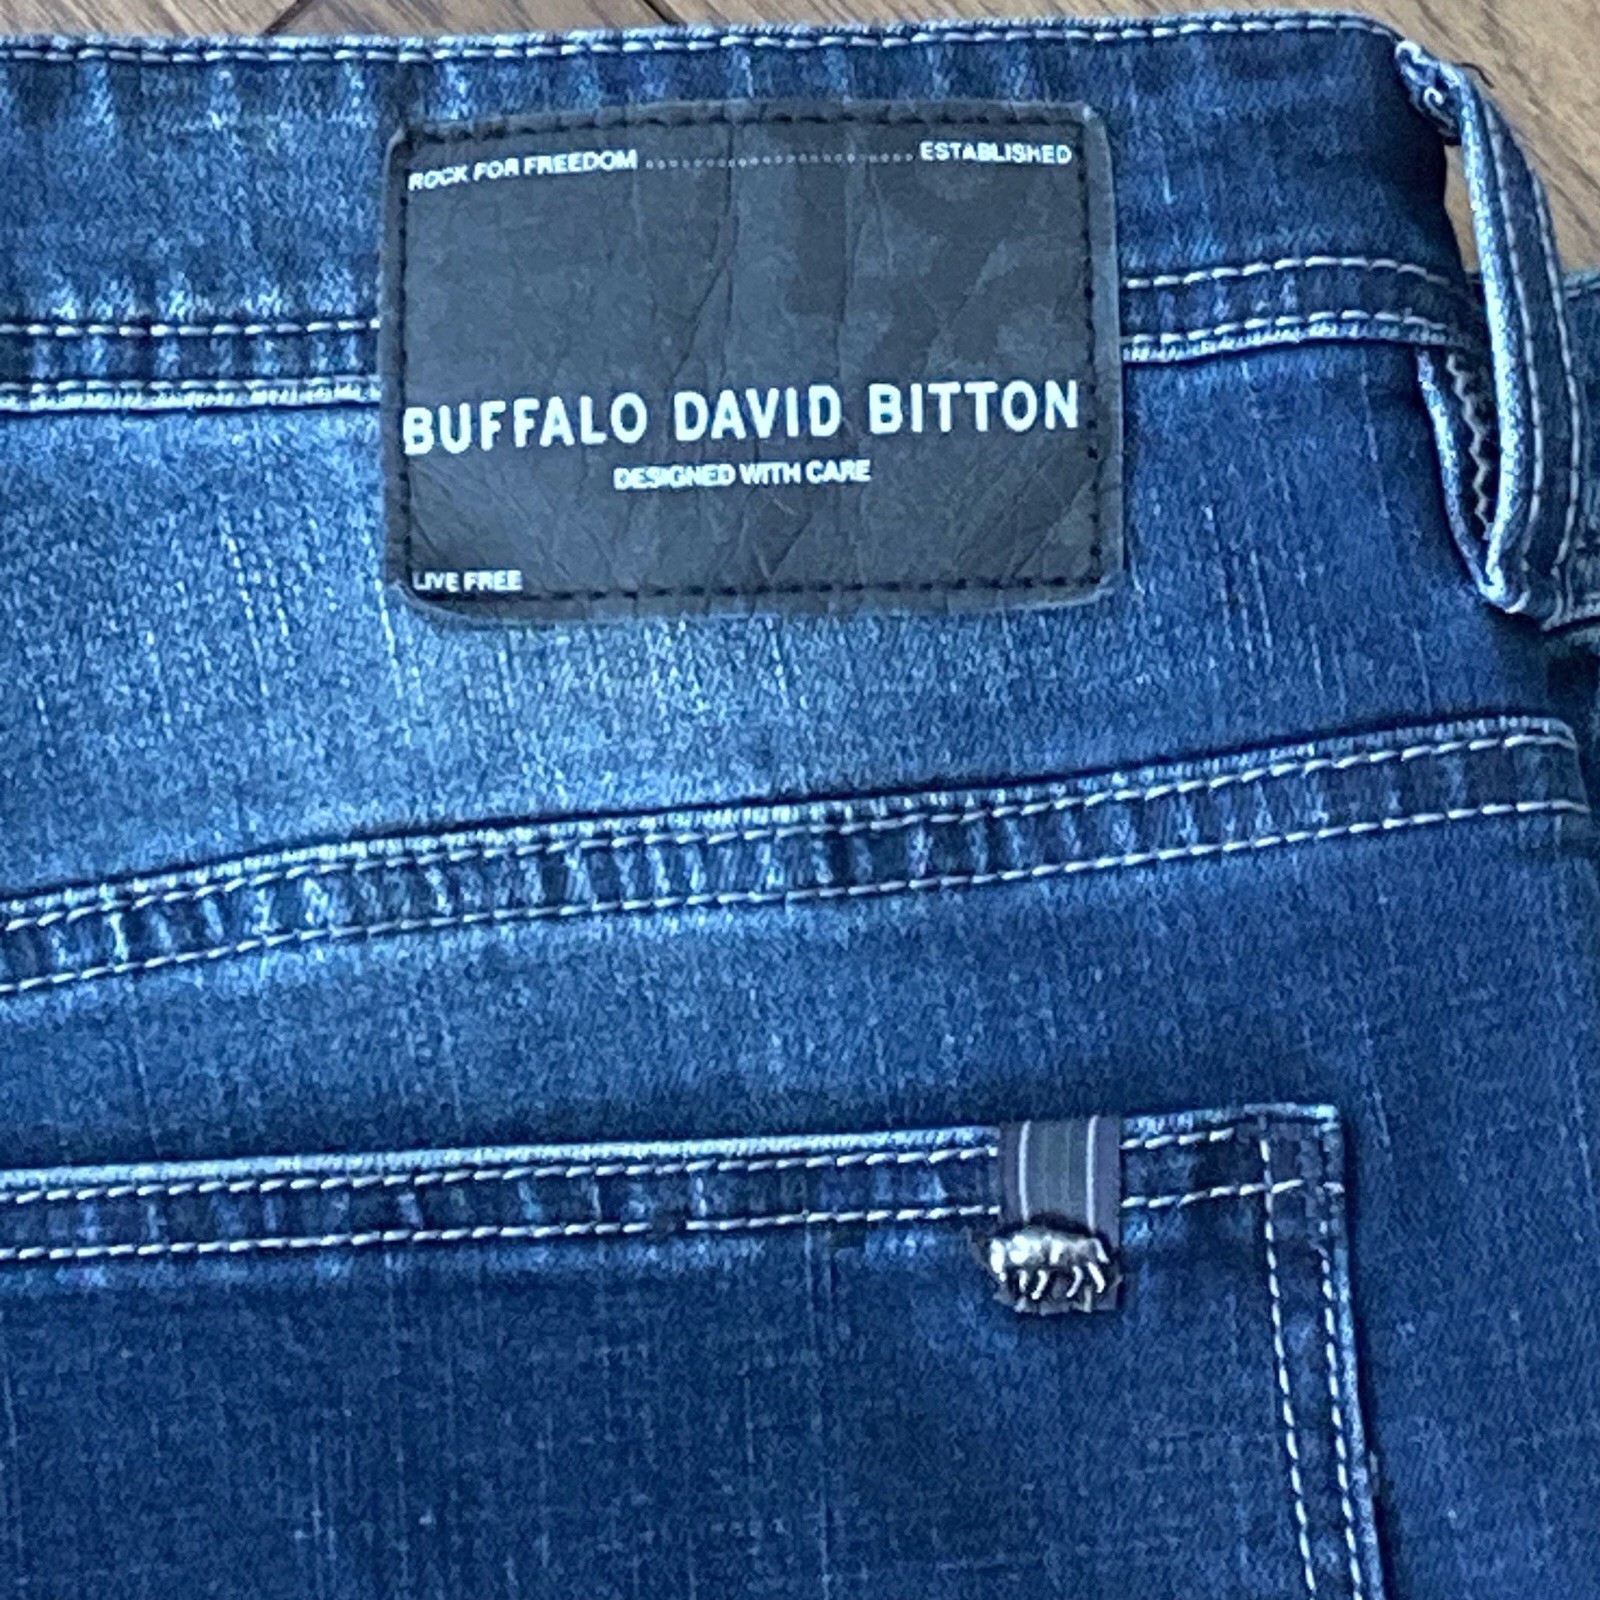 ROCK FOR FREEDOM ........................ ESTABLISHED
BUFFALO DAVID BITTON
DESIGNED WITH CARE
LIVE FREE